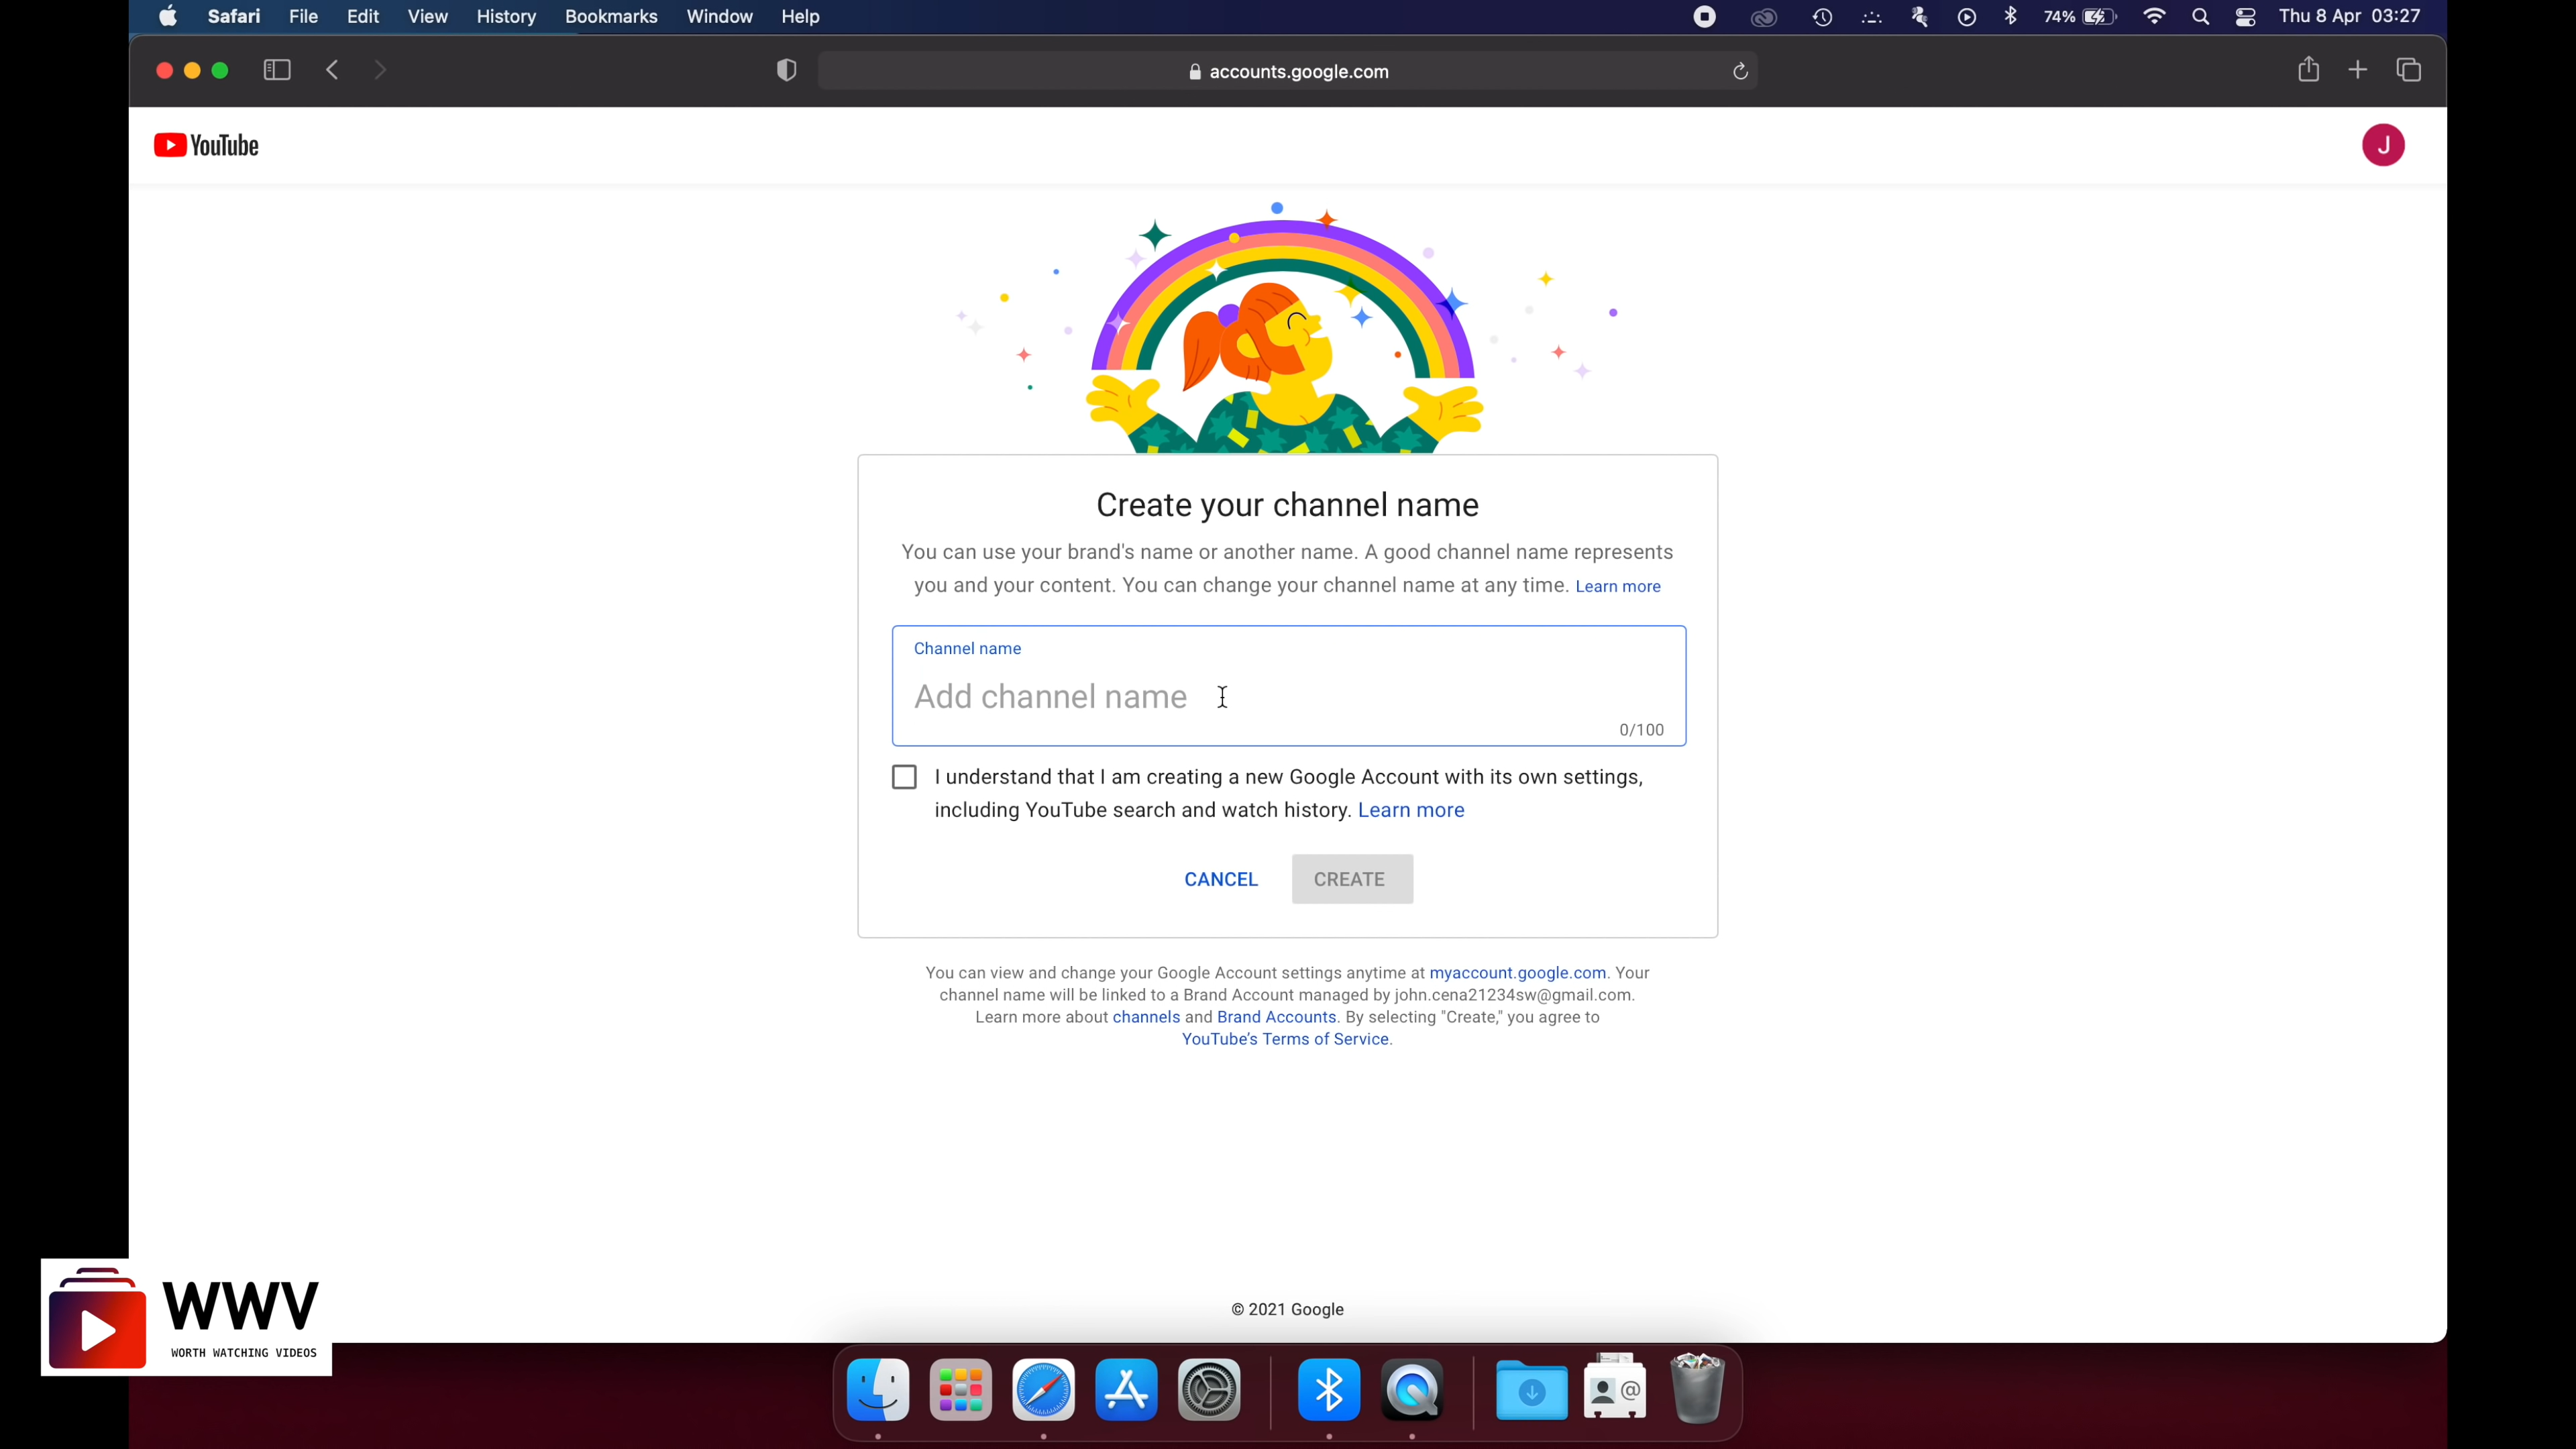 Safari File Edit View History Bookmarks Window Help 74% Thu 8 Apr 03:27
accounts.google.com
YouTube
J
Create your channel name
You can use your brand's name or another name. A good channel name represents
you and your content. You can change your channel name at any time. Learn more
Channel name
Add channel name
0/100
I understand that I am creating a new Google Account with its own settings,
including YouTube search and watch history. Learn more
CANCEL CREATE
You can view and change your Google Account settings anytime at myaccount.google.com. Your
channel name will be linked to a Brand Account managed by john.cena21234sw@gmail.com.
Learn more about channels and Brand Accounts. By selecting "Create," you agree to
YouTube's Terms of Service.
© 2021 Google
WWV
WORTH WATCHING VIDEOS
@